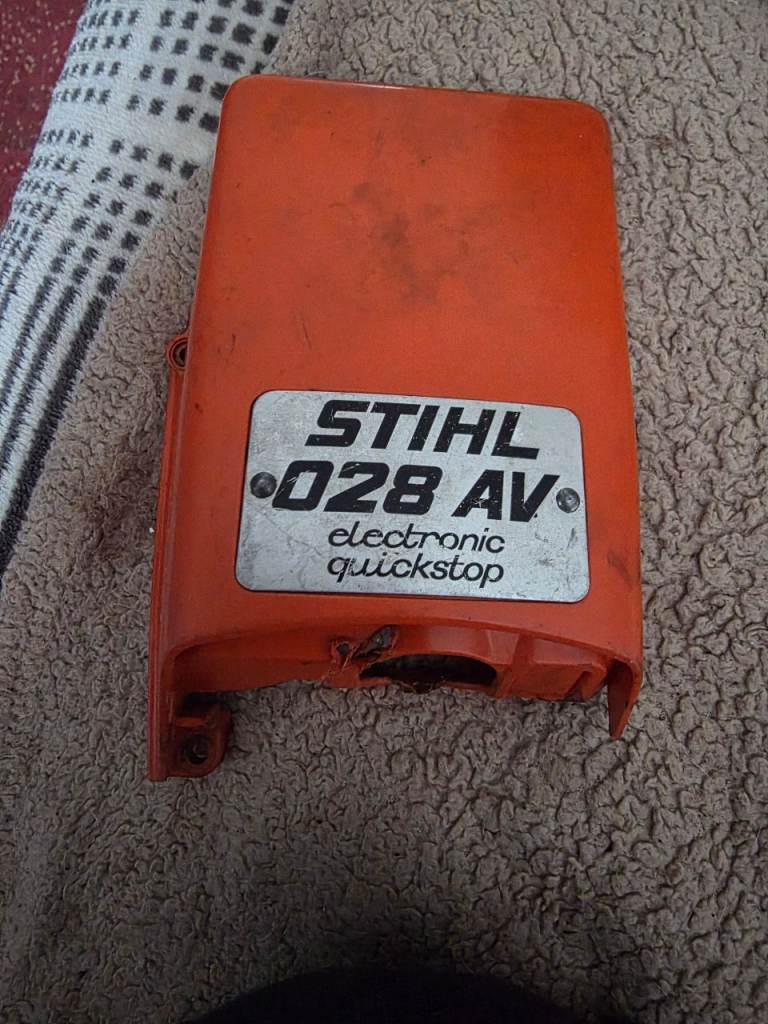 STIHL
028 AV
electronic
quickstop